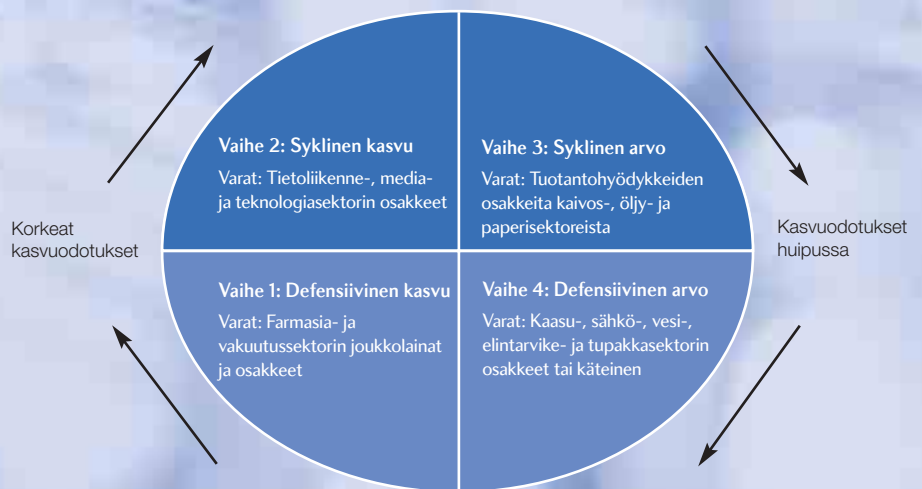 Vaihe 2: Syklinen kasvu
Varat: Tietoliikenne-, media-
ja teknologiasektorin osakkeet
Vaihe 3: Syklinen arvo
Varat: Tuotantohyödykkeiden
osakkeita kaivos-, öljy- ja
paperisektoreista
Korkeat
kasvuodotukset
Kasvuodotukset
huipussa
Vaihe 1: Defensiivinen kasvu
Varat: Farmasia- ja
vakuutussektorin joukkolainat
ja osakkeet
Vaihe 4: Defensiivinen arvo
Varat: Kaasu-, sähkö-, vesi-,
elintarvike- ja tupakkasektorin
osakkeet tai käteinen